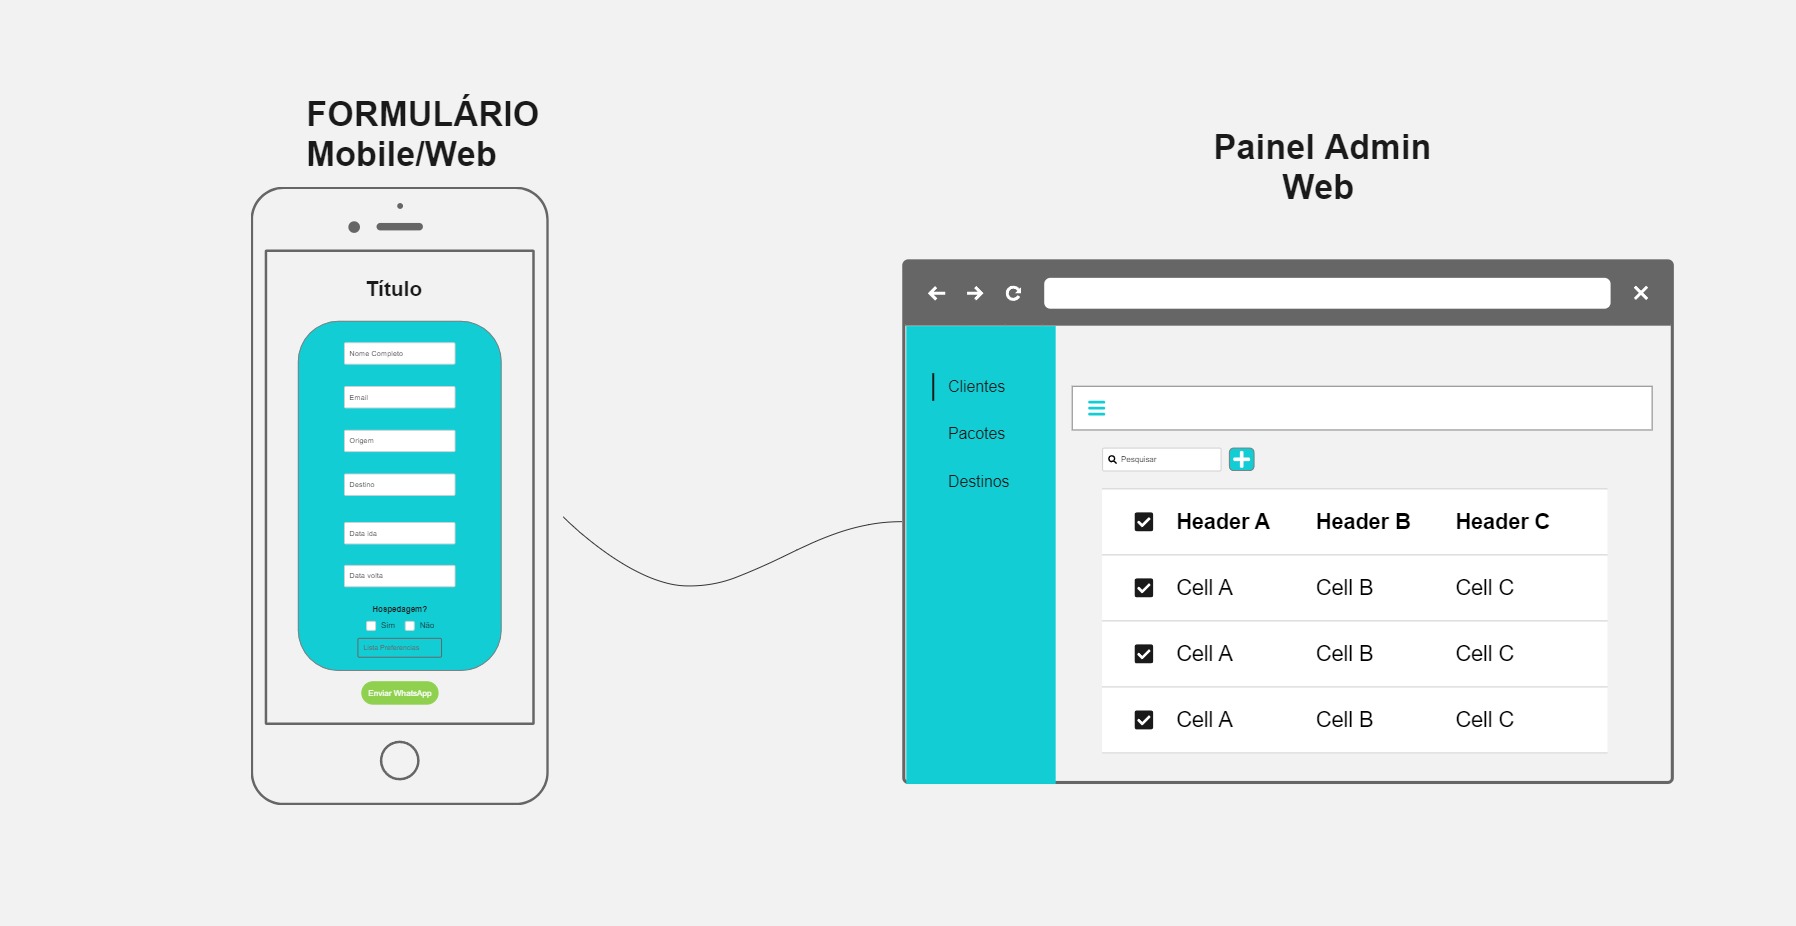 FORMULÁRIO
Mobile/Web
Título
Nome Completo
Email
Origem
Destino
Data ida
Data volta
Hospedagem?
Sim Não
Lista Preferencias
Enviar WhatsApp
Painel Admin
Web
Clientes
Pacotes
Destinos
Pesquisar
Header A Header B Header C
Cell A Cell B Cell C
Cell A Cell B Cell C
Cell A Cell B Cell C